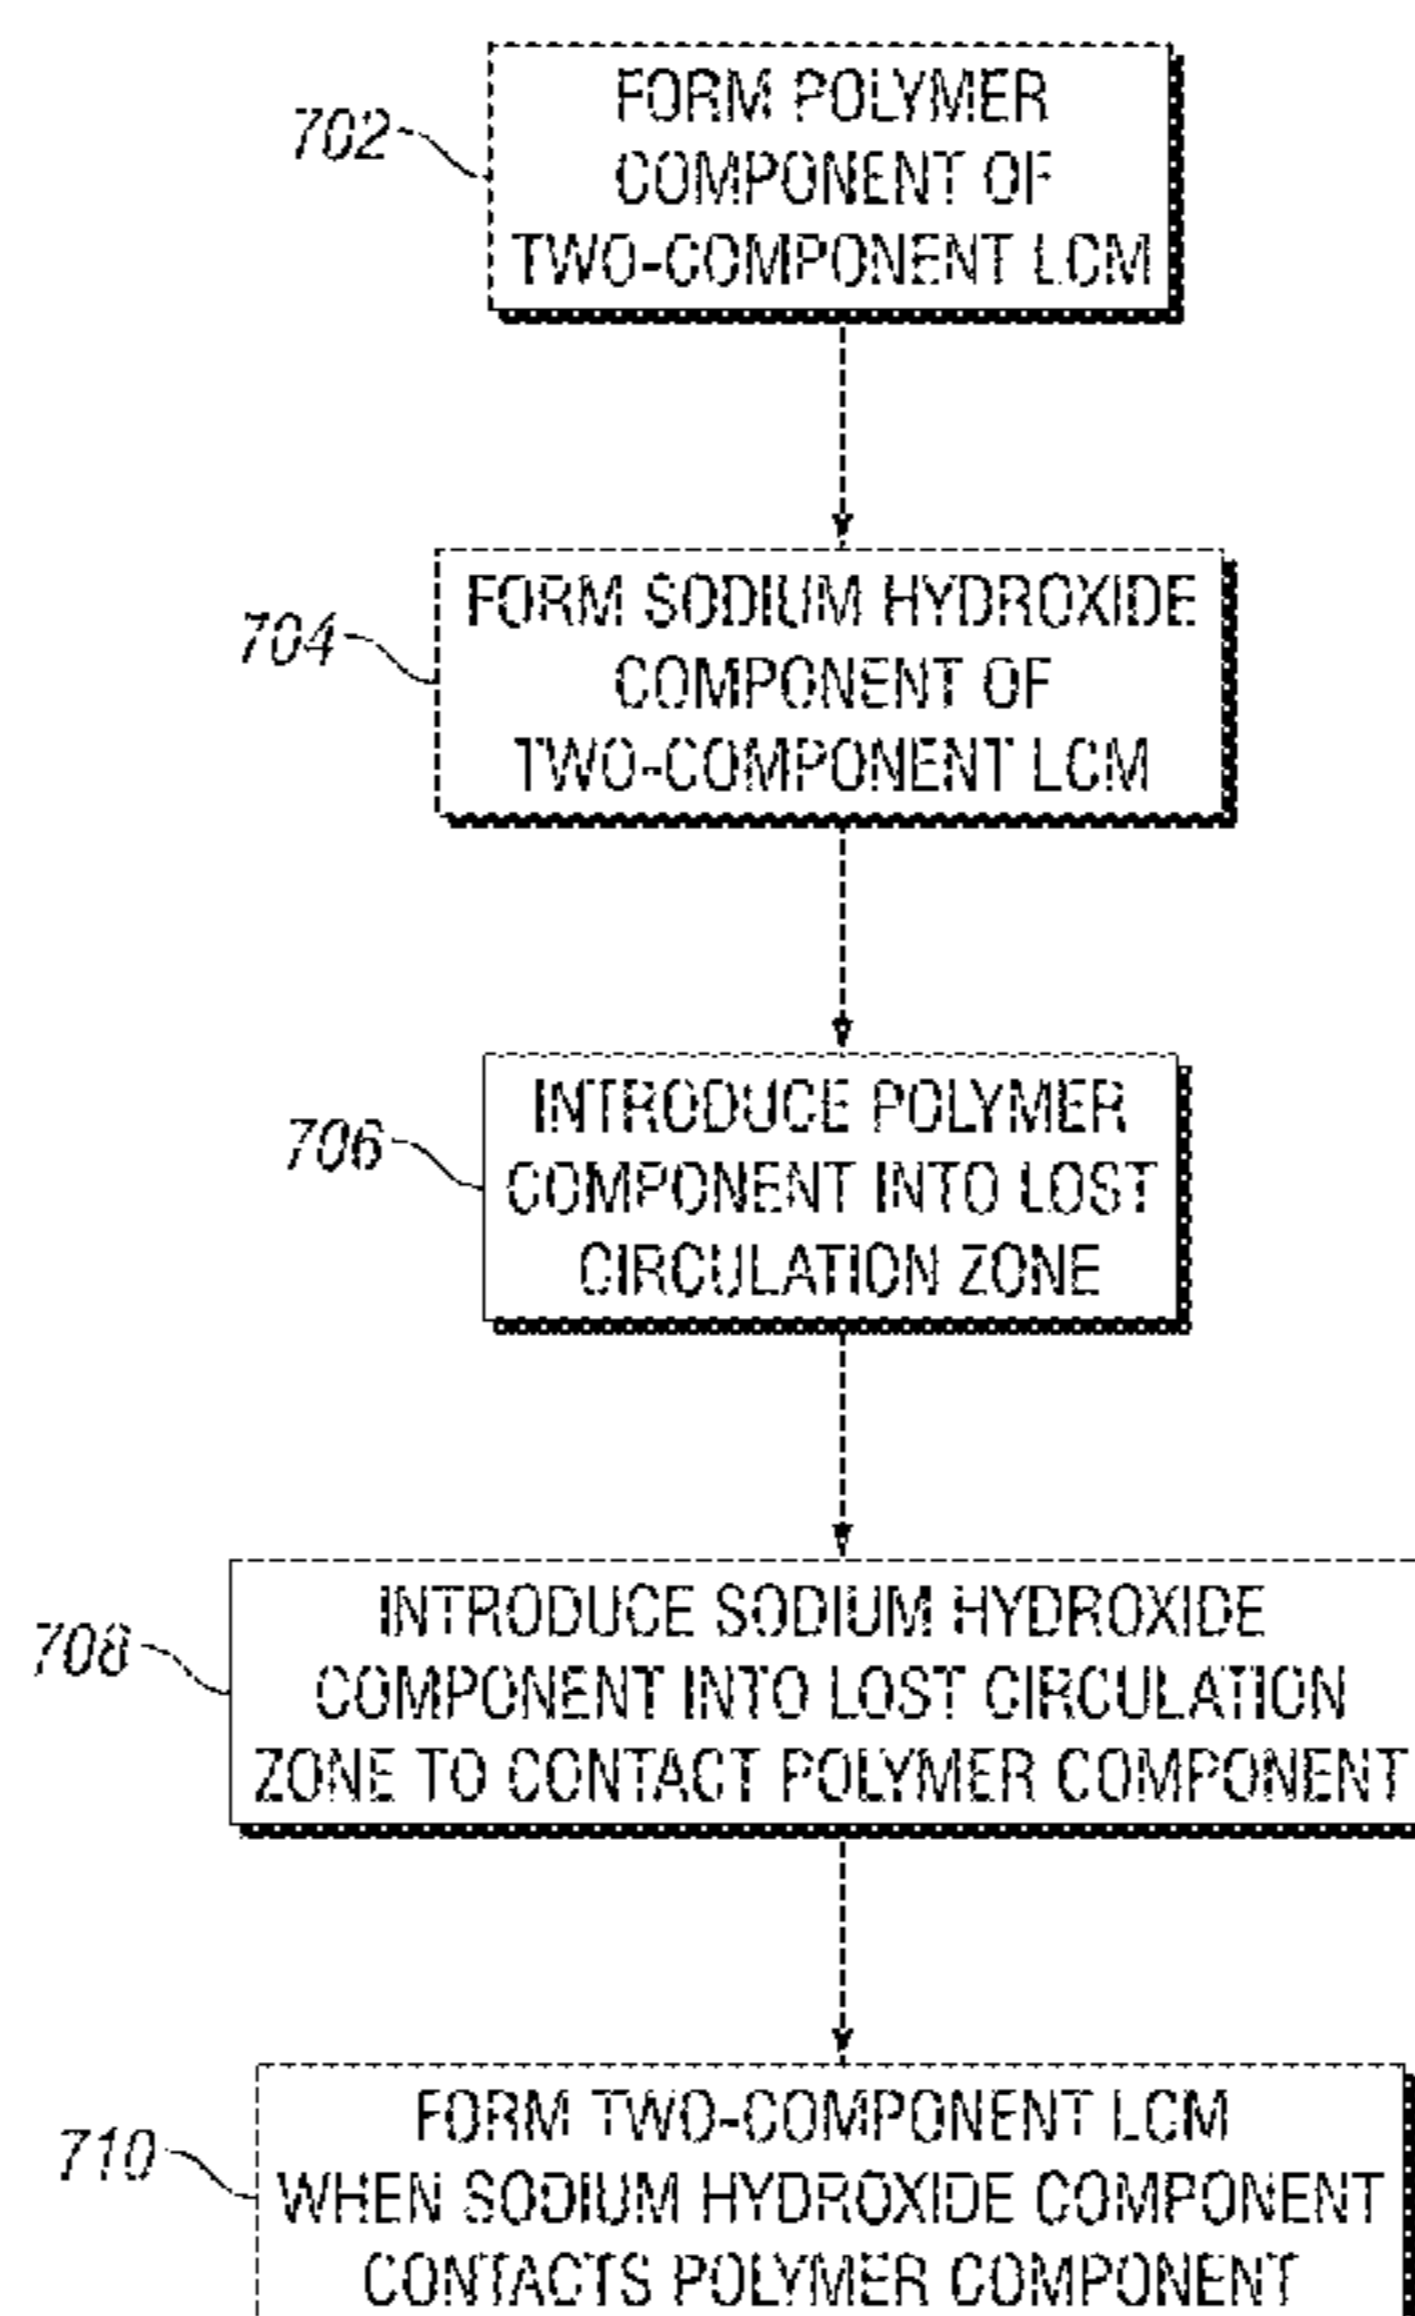 702
FORM POLYMER
COMPONENT OF
TWO-COMPONENT LCM
704
FORM SODIUM HYDROXIDE
COMPONENT OF
TWO-COMPONENT LCM
706
INTRODUCE POLYMER
COMPONENT INTO LOST
CIRCULATION ZONE
708
INTRODUCE SODIUM HYDROXIDE
COMPONENT INTO LOST CIRCULATION
ZONE TO CONTACT POLYMER COMPONENT
710
FORM TWO-COMPONENT LCM
WHEN SODIUM HYDROXIDE COMPONENT
CONTACTS POLYMER COMPONENT